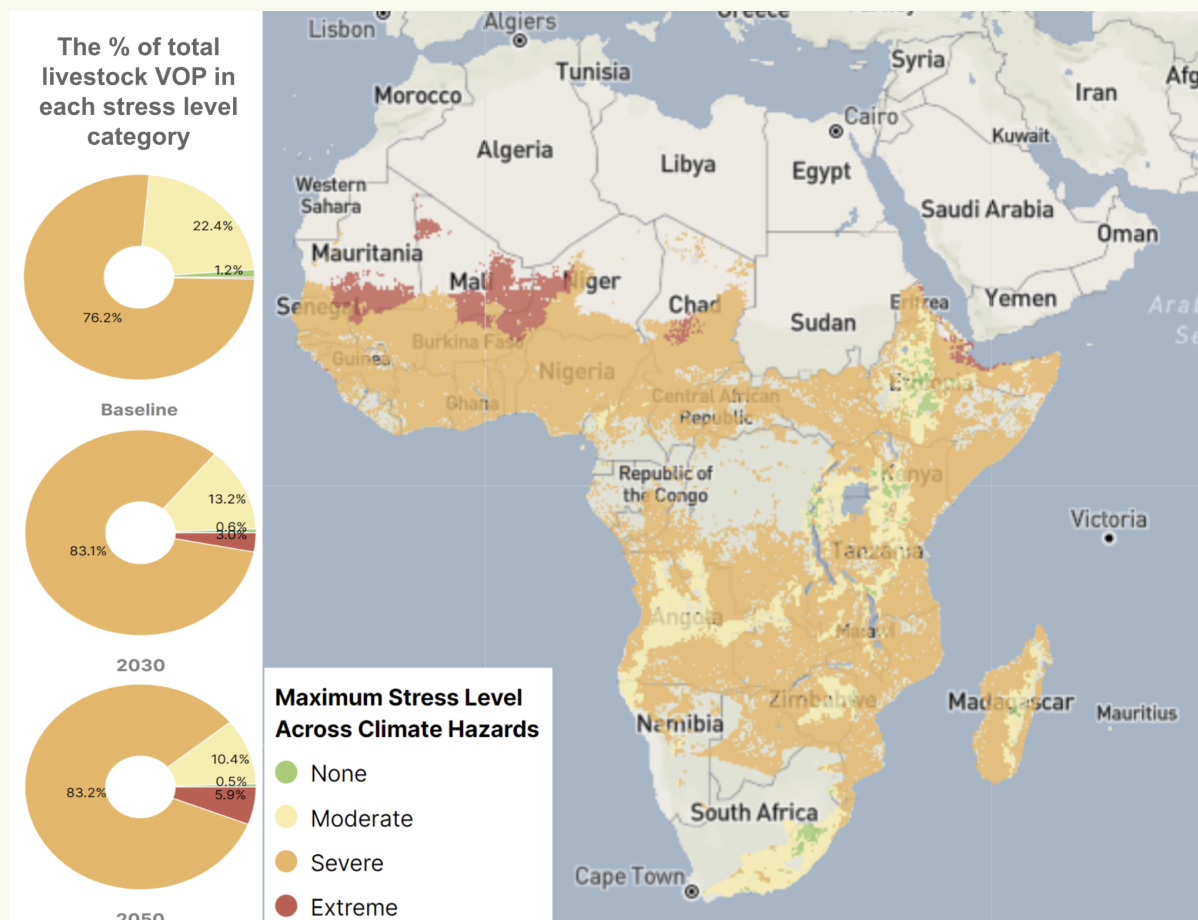 The % of total
livestock VOP in
each stress level
category
22.4%
1.2%
76.2%
Baseline
13.2%
0.6%
3.0%
83.1%
2030
10.4%
0.5%
5.9%
83.2%
2050
Maximum Stress Level
Across Climate Hazards
None
Moderate
Severe
Extreme
Lisbon
Algiers
Greece
Tunisia
Syria
Iran
Morocco
Cairo
Kuwait
Algeria
Libya
Egypt
Western
Sahara
Saudi Arabia
Oman
Mauritania
Mali
Niger
Chad
Sudan
Eritrea
Yemen
Senegal
Burkina Faso
Guinea
Nigeria
Ghana
Central African
Republic
Ethiopia
Republic of
the Congo
Kenya
Victoria
Tanzania
Angola
Malawi
Zimbabwe
Madagascar
Mauritius
Namibia
South Africa
Cape Town